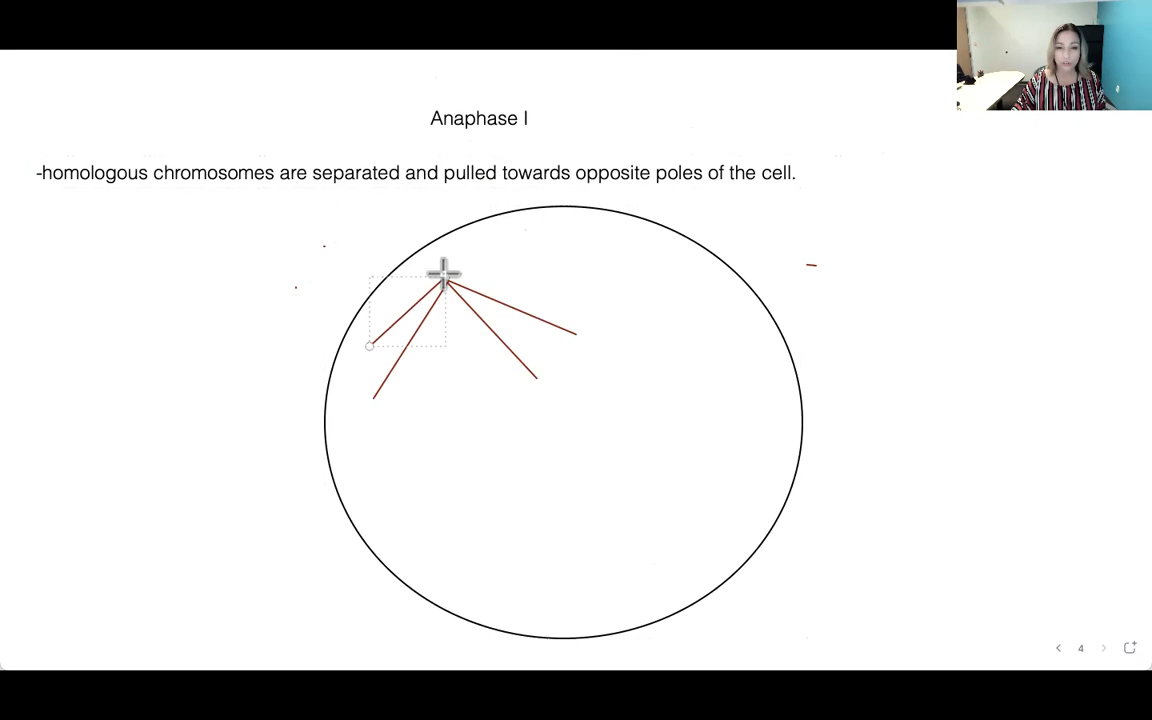 Anaphase I
-homologous chromosomes are separated and pulled towards opposite poles of the cell.
4